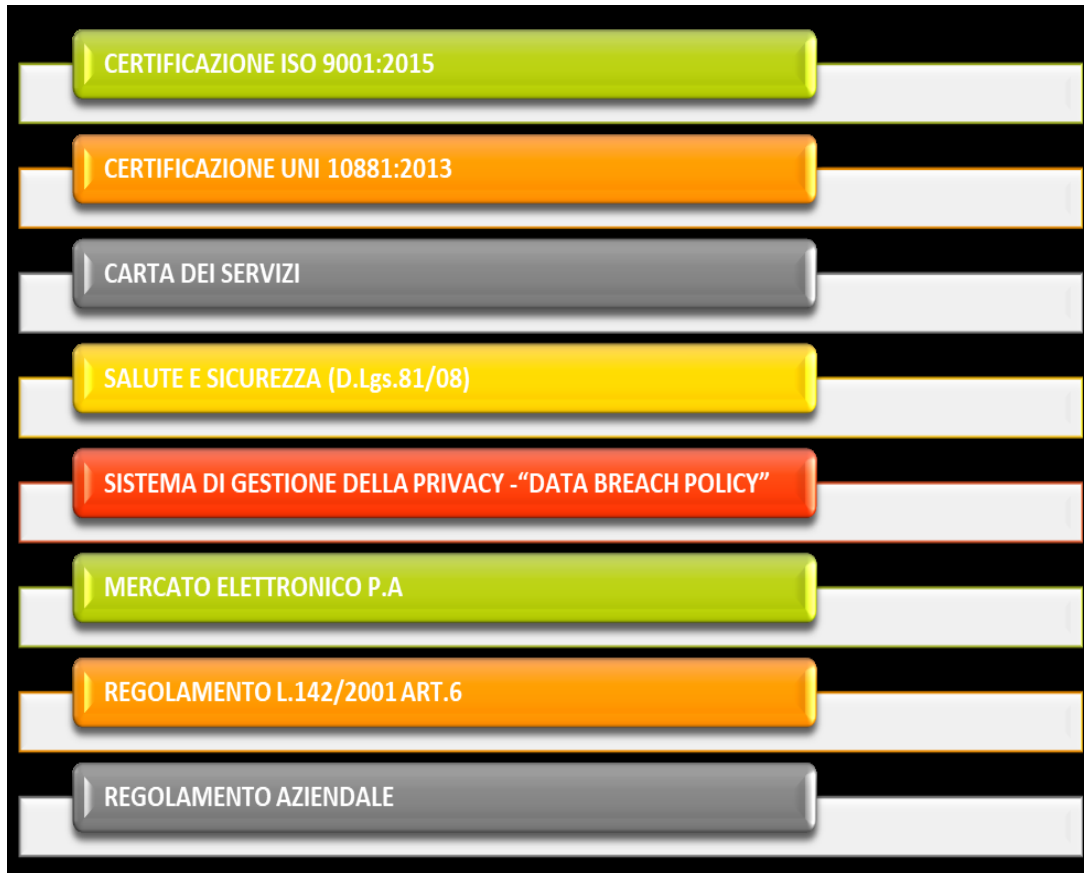 CERTIFICAZIONE ISO 9001:2015
CERTIFICAZIONE UNI 10881:2013
CARTA DEI SERVIZI
SALUTE E SICUREZZA (D.Lgs.81/08)
SISTEMA DI GESTIONE DELLA PRIVACY -“DATA BREACH POLICY”
MERCATO ELETTRONICO P.A
REGOLAMENTO L.142/2001 ART.6
REGOLAMENTO AZIENDALE